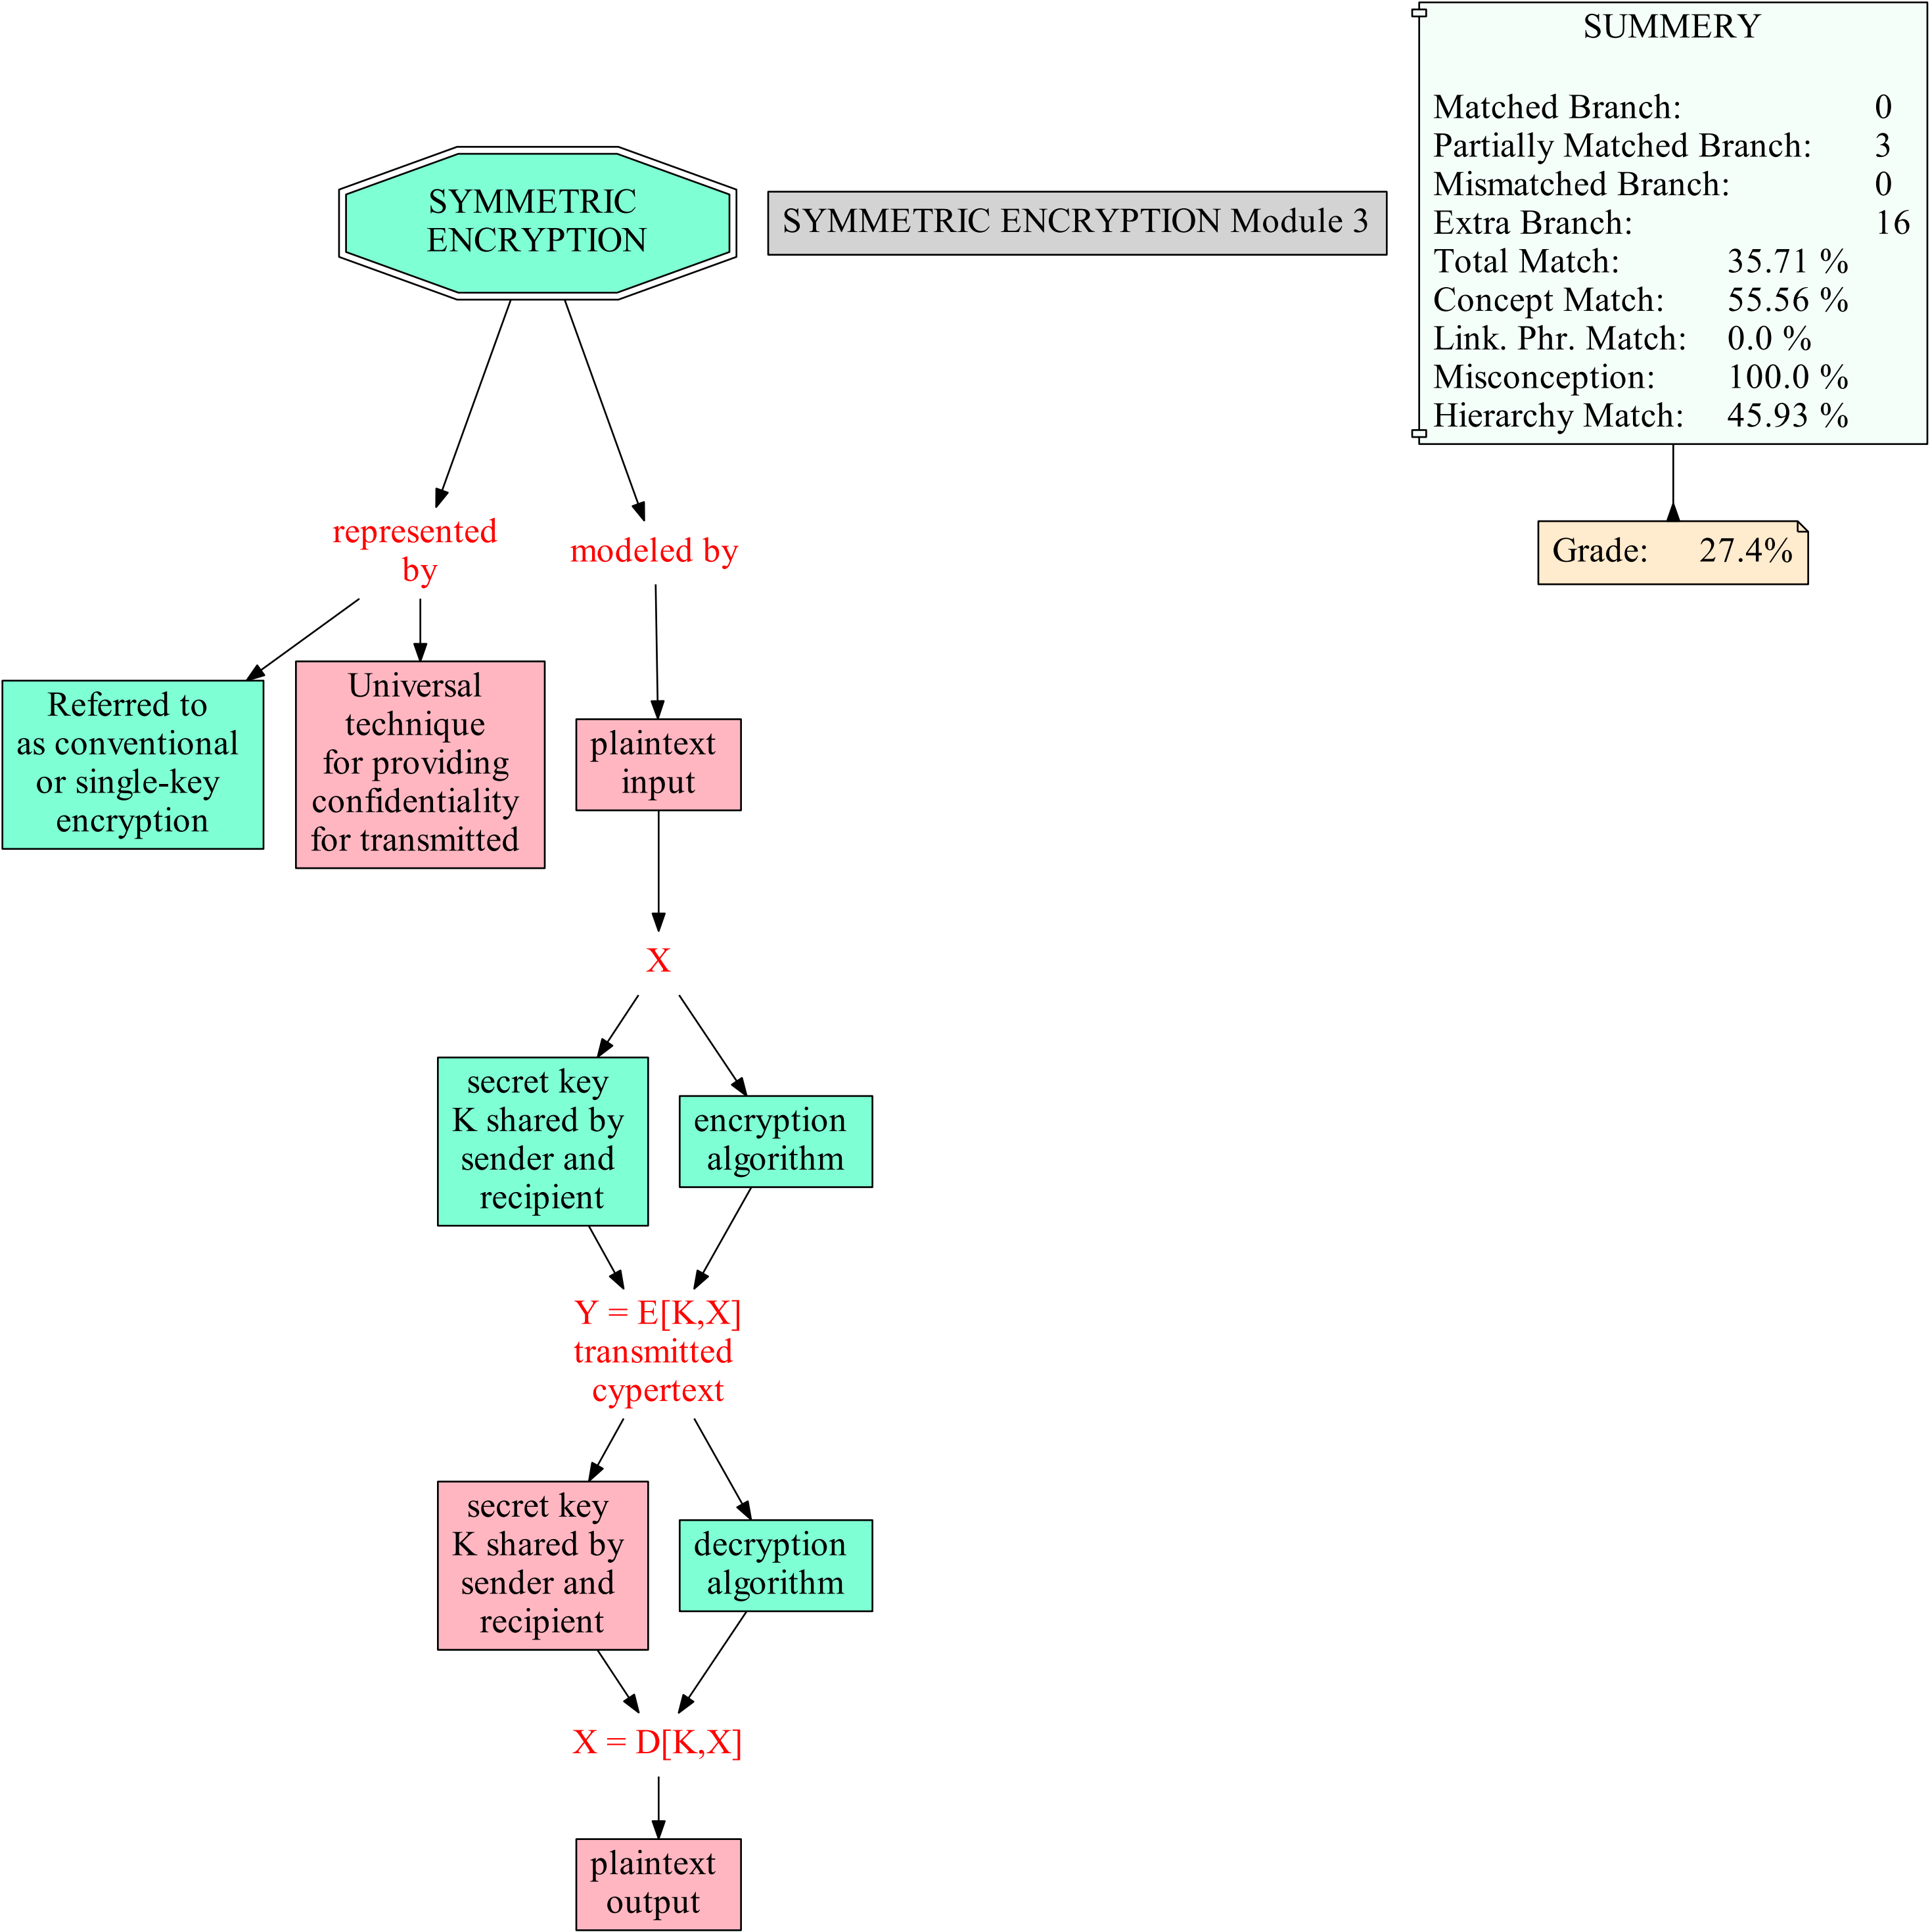 SYMMETRIC
ENCRYPTION
SYMMETRIC ENCRYPTION Module 3
SUMMERY
Matched Branch: 0
Partially Matched Branch: 3
Mismatched Branch: 0
Extra Branch: 16
Total Match: 35.71 %
Concept Match: 55.56 %
Link. Phr. Match: 0.0 %
Misconception: 100.0 %
Hierarchy Match: 45.93 %
Grade: 27.4%
represented
by
modeled by
Referred to
as conventional
or single-key
encryption
Universal
technique
for providing
confidentiality
for transmitted
plaintext
input
X
secret key
K shared by
sender and
recipient
encryption
algorithm
Y = E[K,X]
transmitted
cypertext
secret key
K shared by
sender and
recipient
decryption
algorithm
X = D[K,X]
plaintext
output